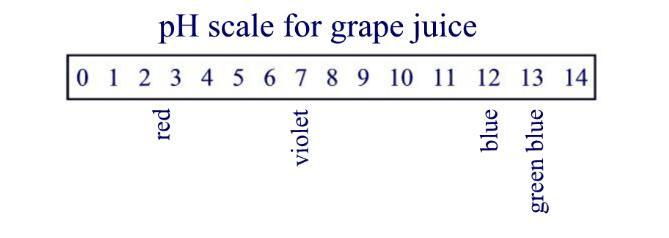 pH scale for grape juice
0 1 2 3 4 5 6 7 8 9 10 11 12 13 14
red
violet
blue
green blue